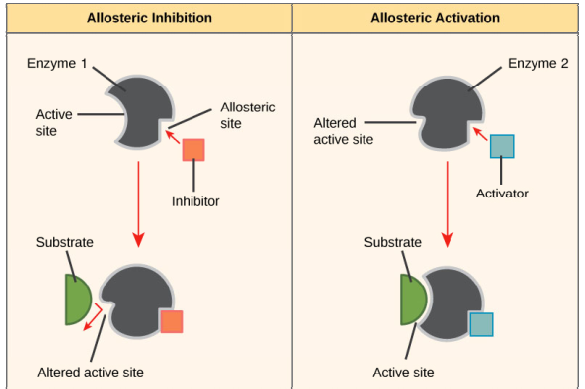 Allosteric Inhibition
Allosteric Activation
Enzyme 1
Active
site
Allosteric
site
Inhibitor
Substrate
Altered active site
Enzyme 2
Altered
active site
Activator
Substrate
Active site